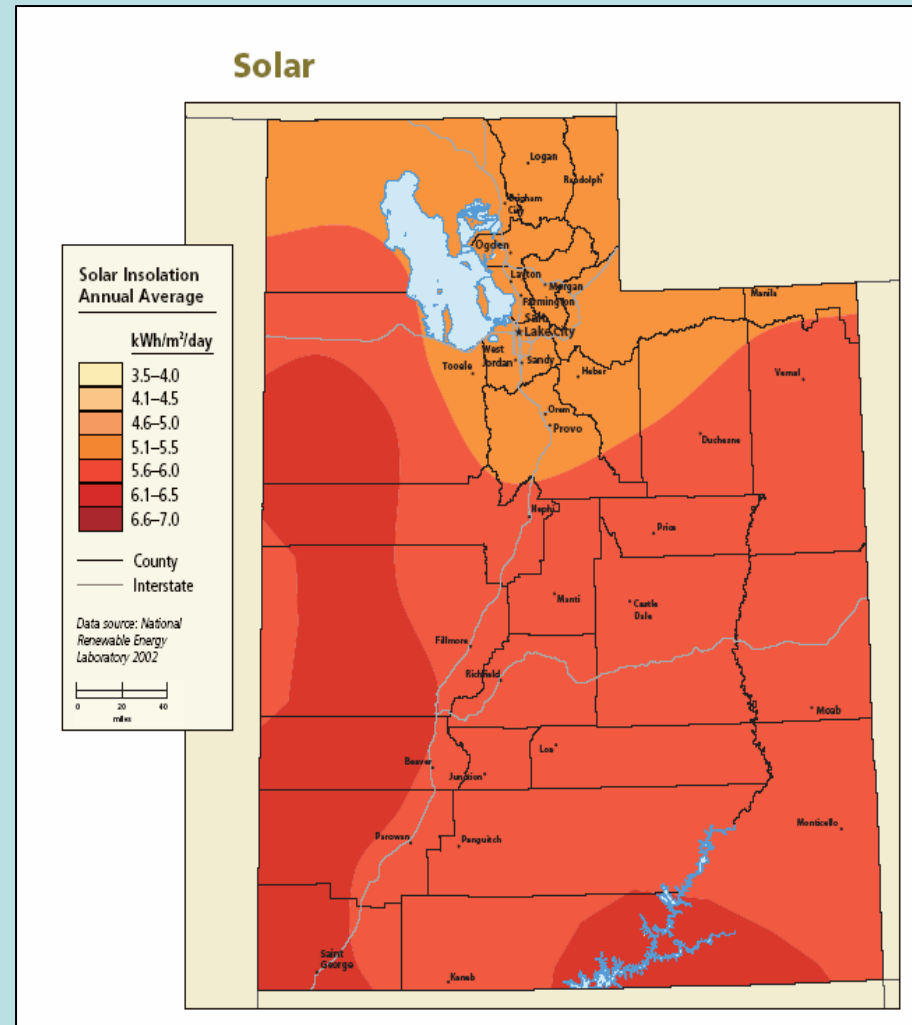 Solar
Solar Insolation
Annual Average
kWh/m²/day
3.5–4.0
4.1–4.5
4.6–5.0
5.1–5.5
5.6–6.0
6.1–6.5
6.6–7.0
County
Interstate
Data source: National
Renewable Energy
Laboratory 2002
0 20 40
miles
Logan
Randolph
Brigham
City
Ogden
Layton
Morgan
Farmington
Manila
Salt
Lake City
West
Jordan
Sandy
Tooele
Heber
Vernal
Orem
Provo
Duchesne
Nephi
Price
Manti
Castle
Dale
Fillmore
Richfield
Moab
Loa
Beaver
Junction
Monticello
Parowan
Panguitch
Saint
George
Kanab